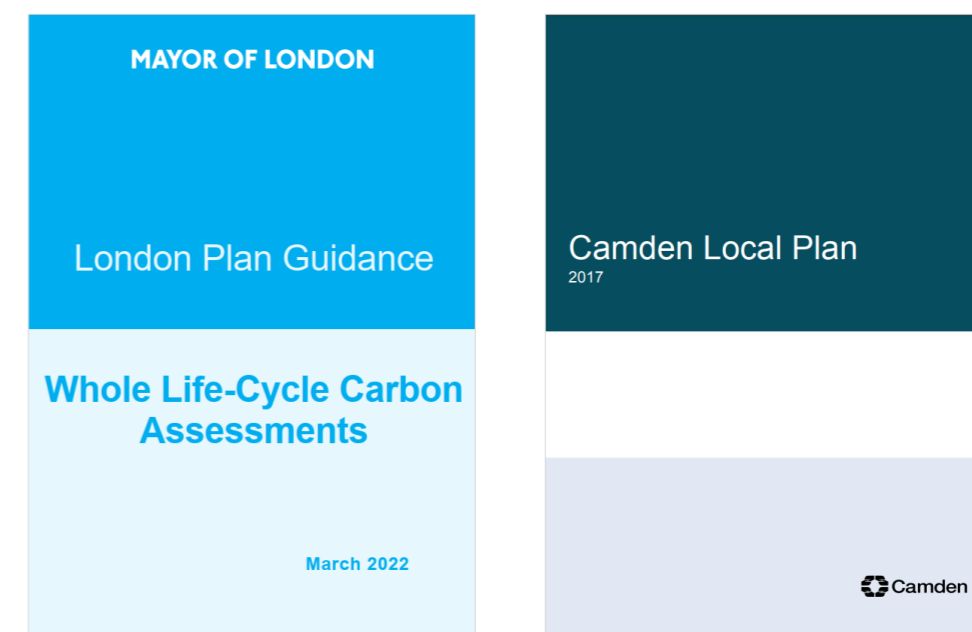 MAYOR OF LONDON
London Plan Guidance
Whole Life-Cycle Carbon
Assessments
March 2022
Camden Local Plan
2017
Camden